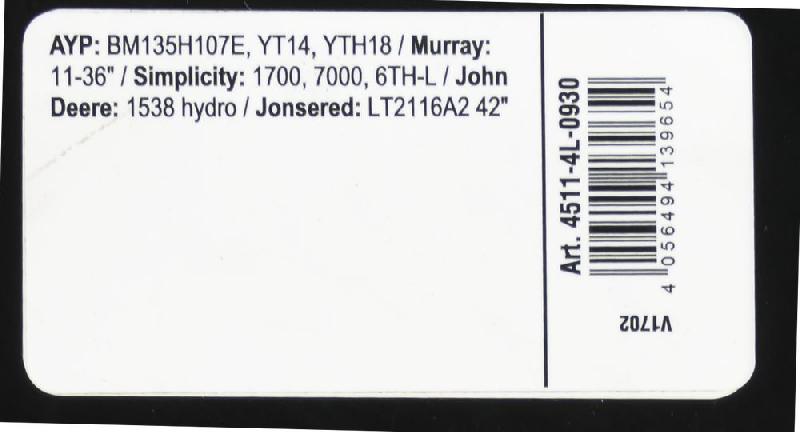 AYP: BM135H107E, YT14, YTH18 / Murray:
11-36" / Simplicity: 1700, 7000, 6TH-L / John
Deere: 1538 hydro / Jonsered: LT2116A2 42"
Art. 4511-4L-0930
4 056494 139654
V1702